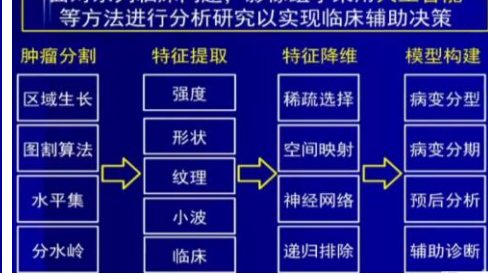 等方法进行分析研究以实现临床辅助决策
肿瘤分割 特征提取 特征降维 模型构建
区域生长 强度 稀疏选择 病变分型
图割算法 形状 空间映射 病变分期
纹理
水平集 小波 神经网络 预后分析
分水岭 临床 递归排除 辅助诊断